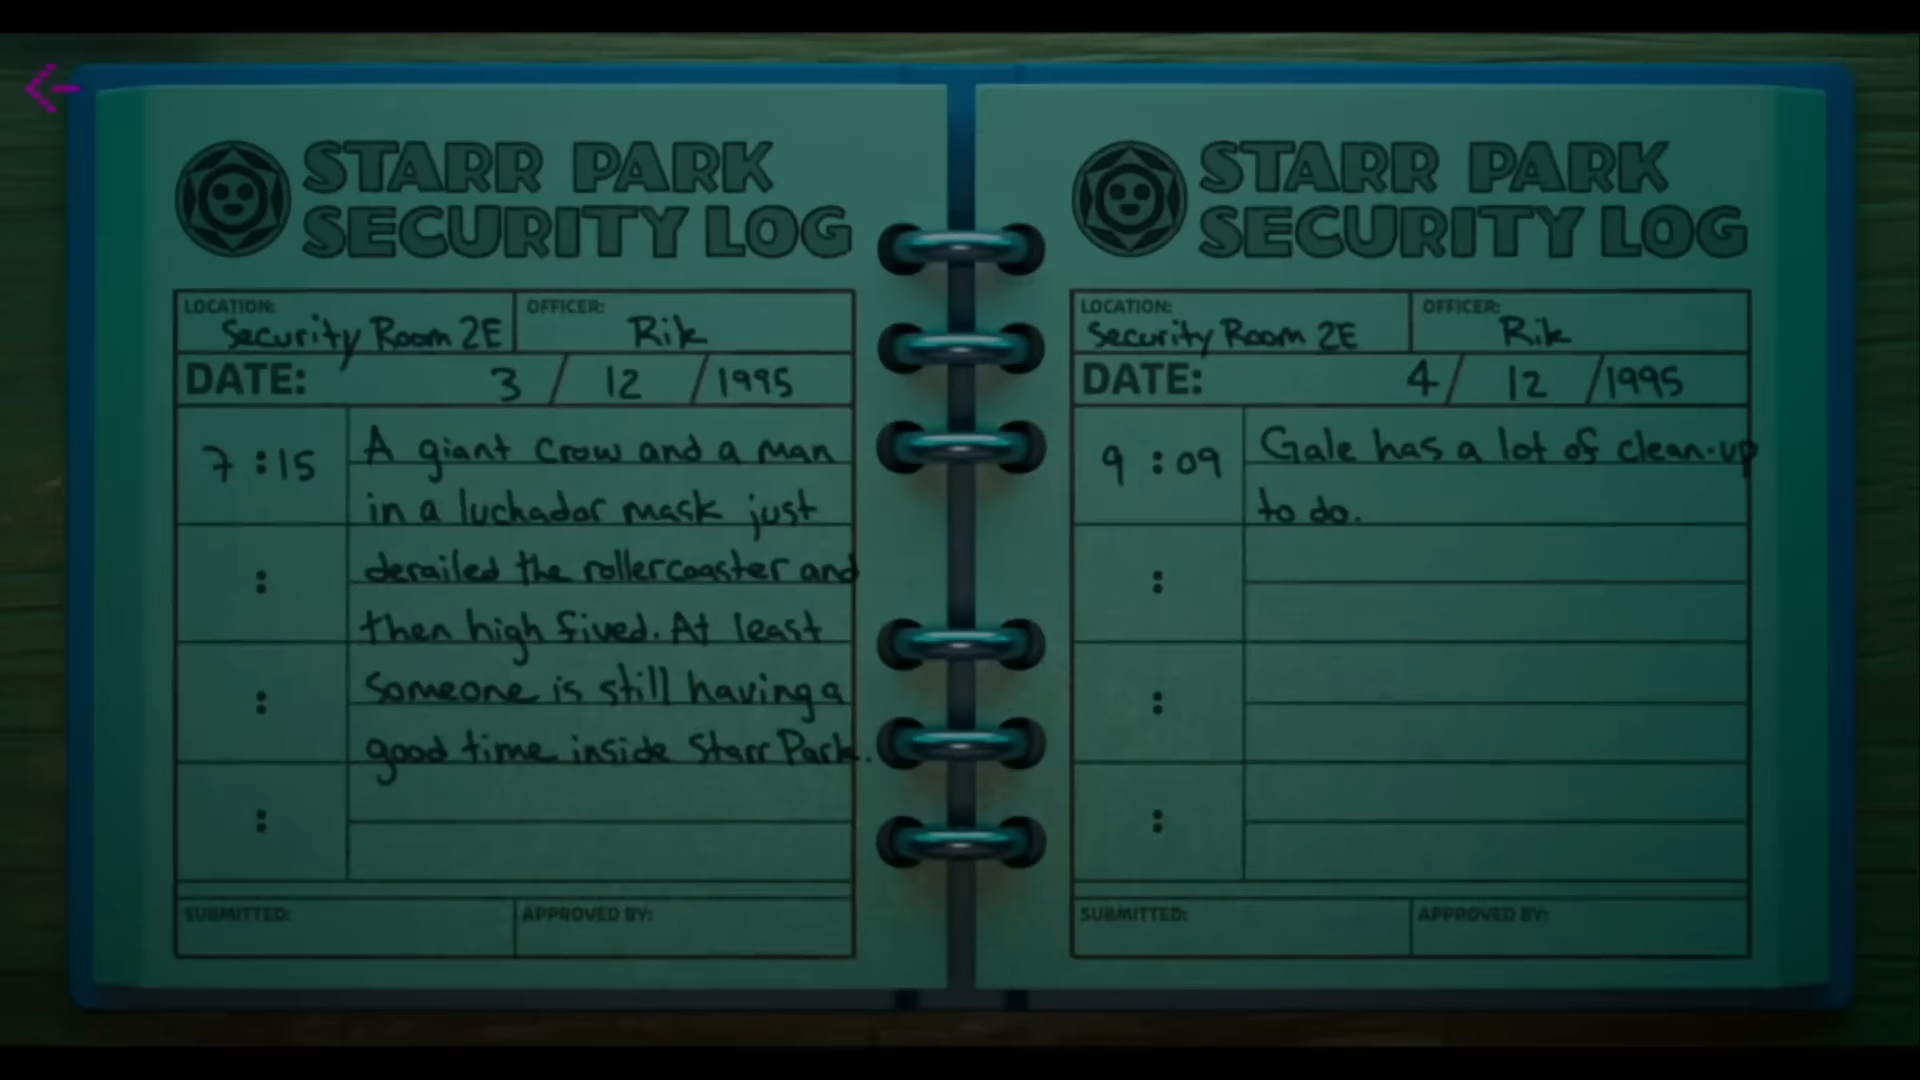 STARR PARK
SECURITY LOG
LOCATION:
Security Room 2E
OFFICER:
Rik
DATE: 3 / 12 / 1995
7:15
A giant crow and a man
in a luchador mask just
derailed the rollercoaster and
:
then high fived. At least
someone is still having a
:
good time inside Starr Park.
:
SUBMITTED:
APPROVED BY:
STARR PARK
SECURITY LOG
LOCATION:
Security Room 2E
OFFICER:
Rik
DATE: 4 / 12 / 1995
9:09
Gale has a lot of clean-up
to do.
:
:
:
SUBMITTED:
APPROVED BY: